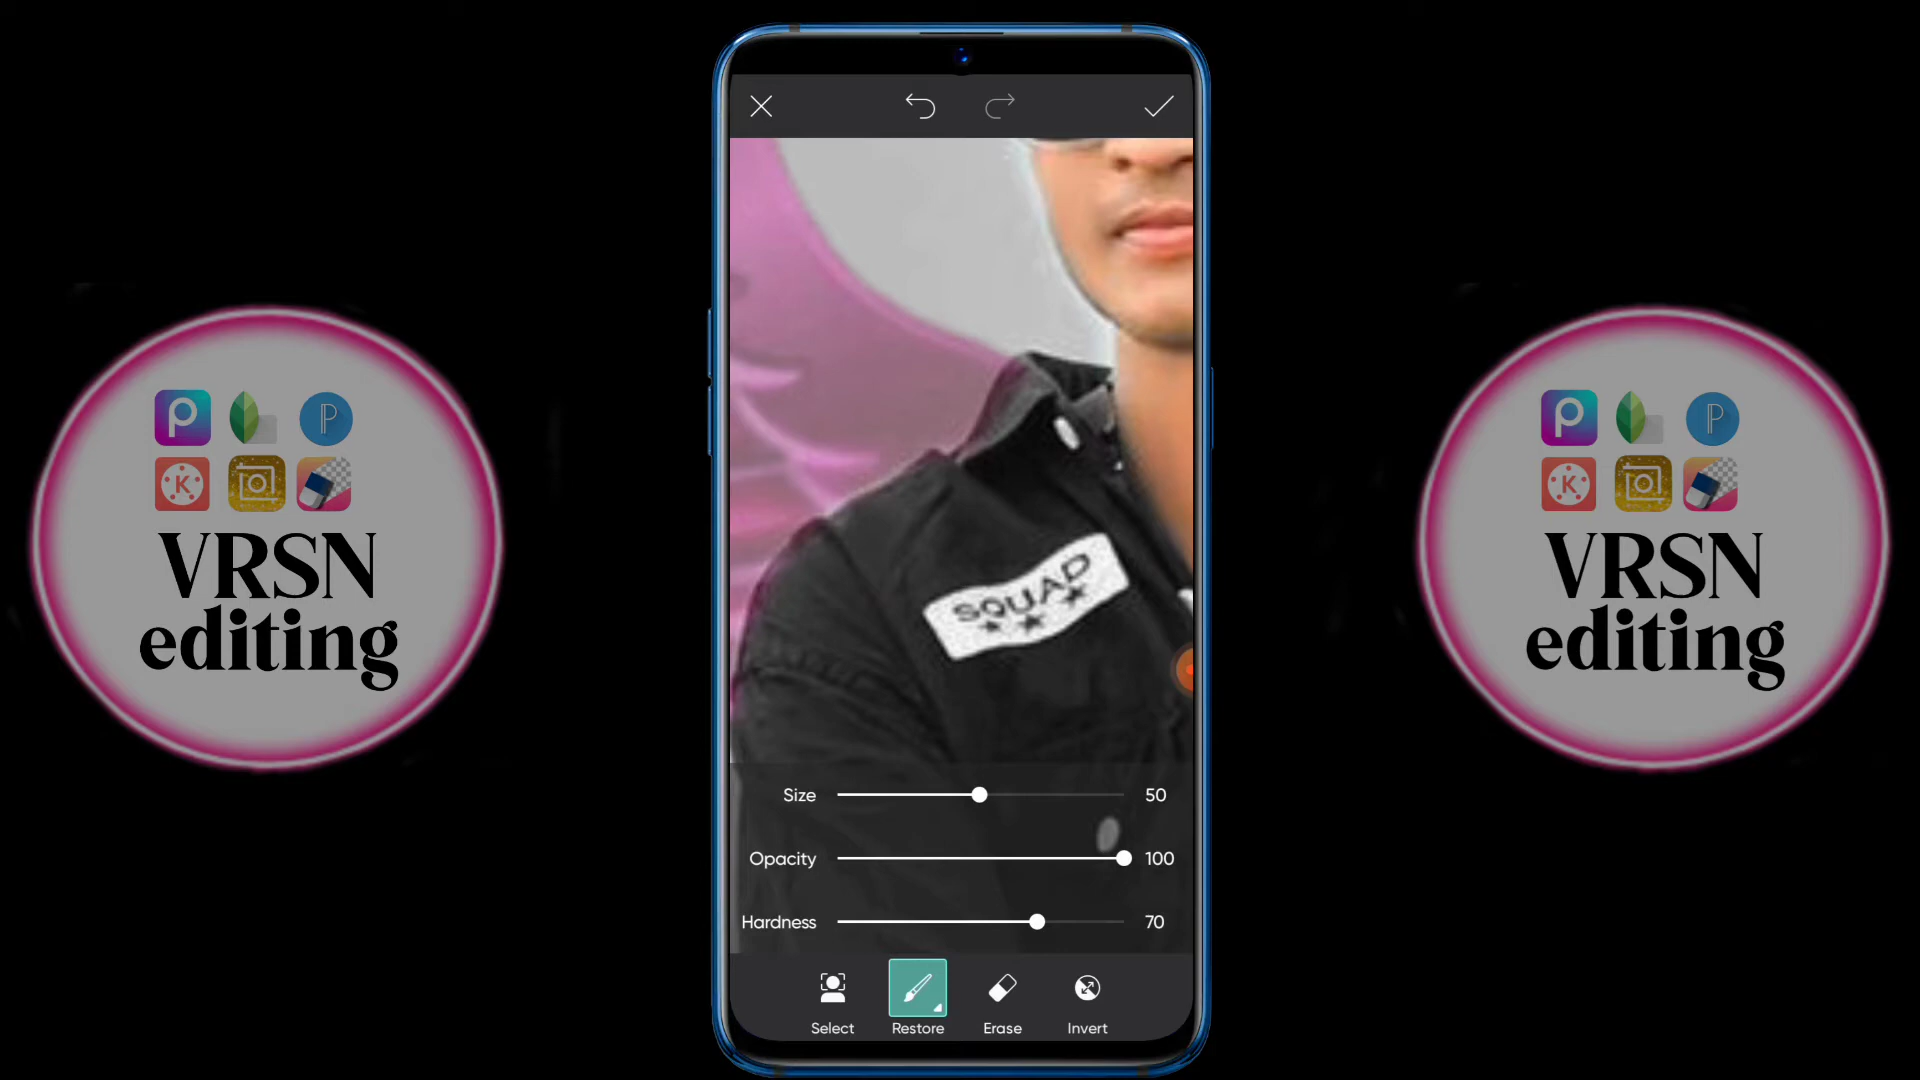 VRSN
editing
SQUAD
Size 50
Opacity 100
Hardness 70
Select Restore Erase Invert
VRSN
editing